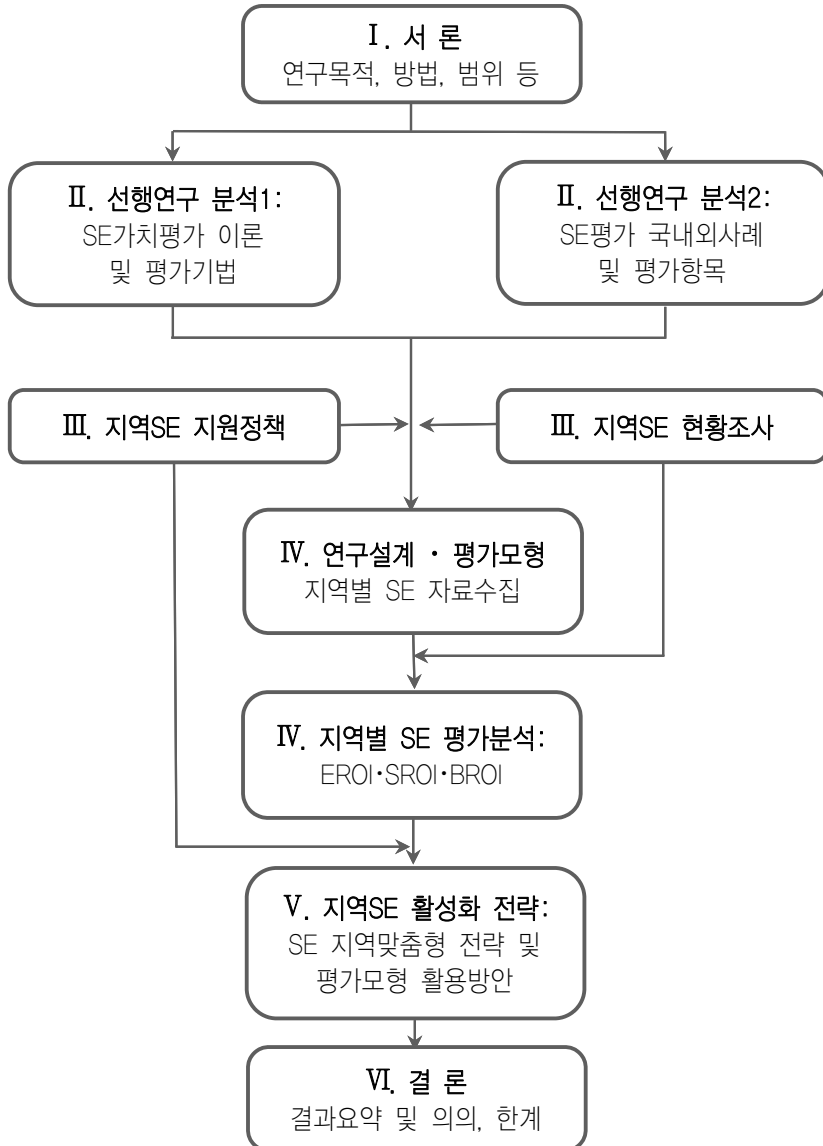 Ⅰ. 서 론
연구목적, 방법, 범위 등
Ⅱ. 선행연구 분석1:
SE가치평가 이론
및 평가기법
Ⅱ. 선행연구 분석2:
SE평가 국내외사례
및 평가항목
Ⅲ. 지역SE 지원정책
Ⅲ. 지역SE 현황조사
Ⅳ. 연구설계 · 평가모형
지역별 SE 자료수집
Ⅳ. 지역별 SE 평가분석:
EROI·SROI·BROI
Ⅴ. 지역SE 활성화 전략:
SE 지역맞춤형 전략 및
평가모형 활용방안
Ⅵ. 결 론
결과요약 및 의의, 한계